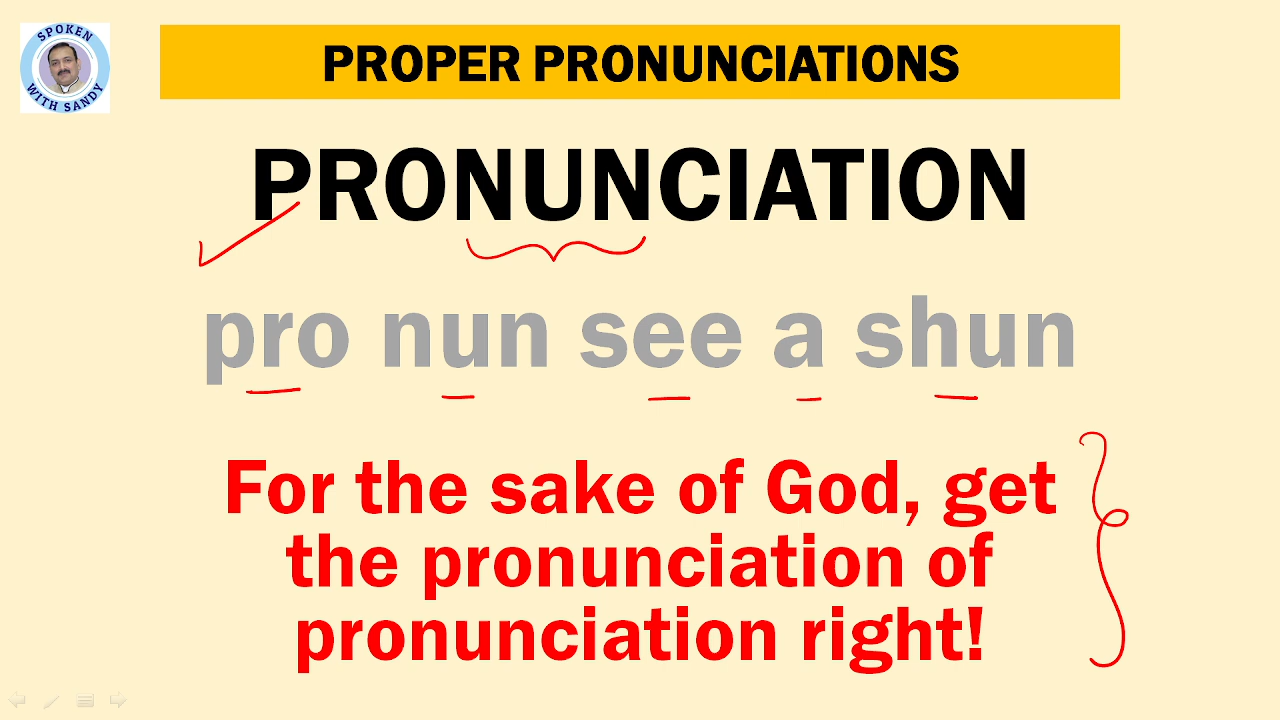 SPOKEN
WITH SANDY
PROPER PRONUNCIATIONS
PRONUNCIATION
pro nun see a shun
For the sake of God, get
the pronunciation of
pronunciation right!